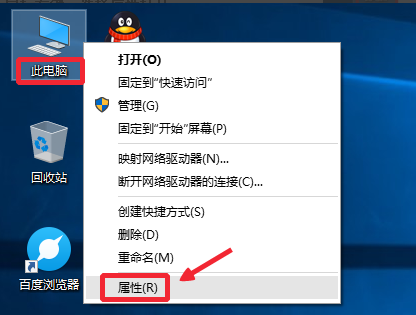 此电脑
打开(O)
固定到"快速访问"
管理(G)
固定到"开始"屏幕(P)
映射网络驱动器(N)...
断开网络驱动器的连接(C)...
创建快捷方式(S)
删除(D)
重命名(M)
属性(R)
回收站
百度浏览器